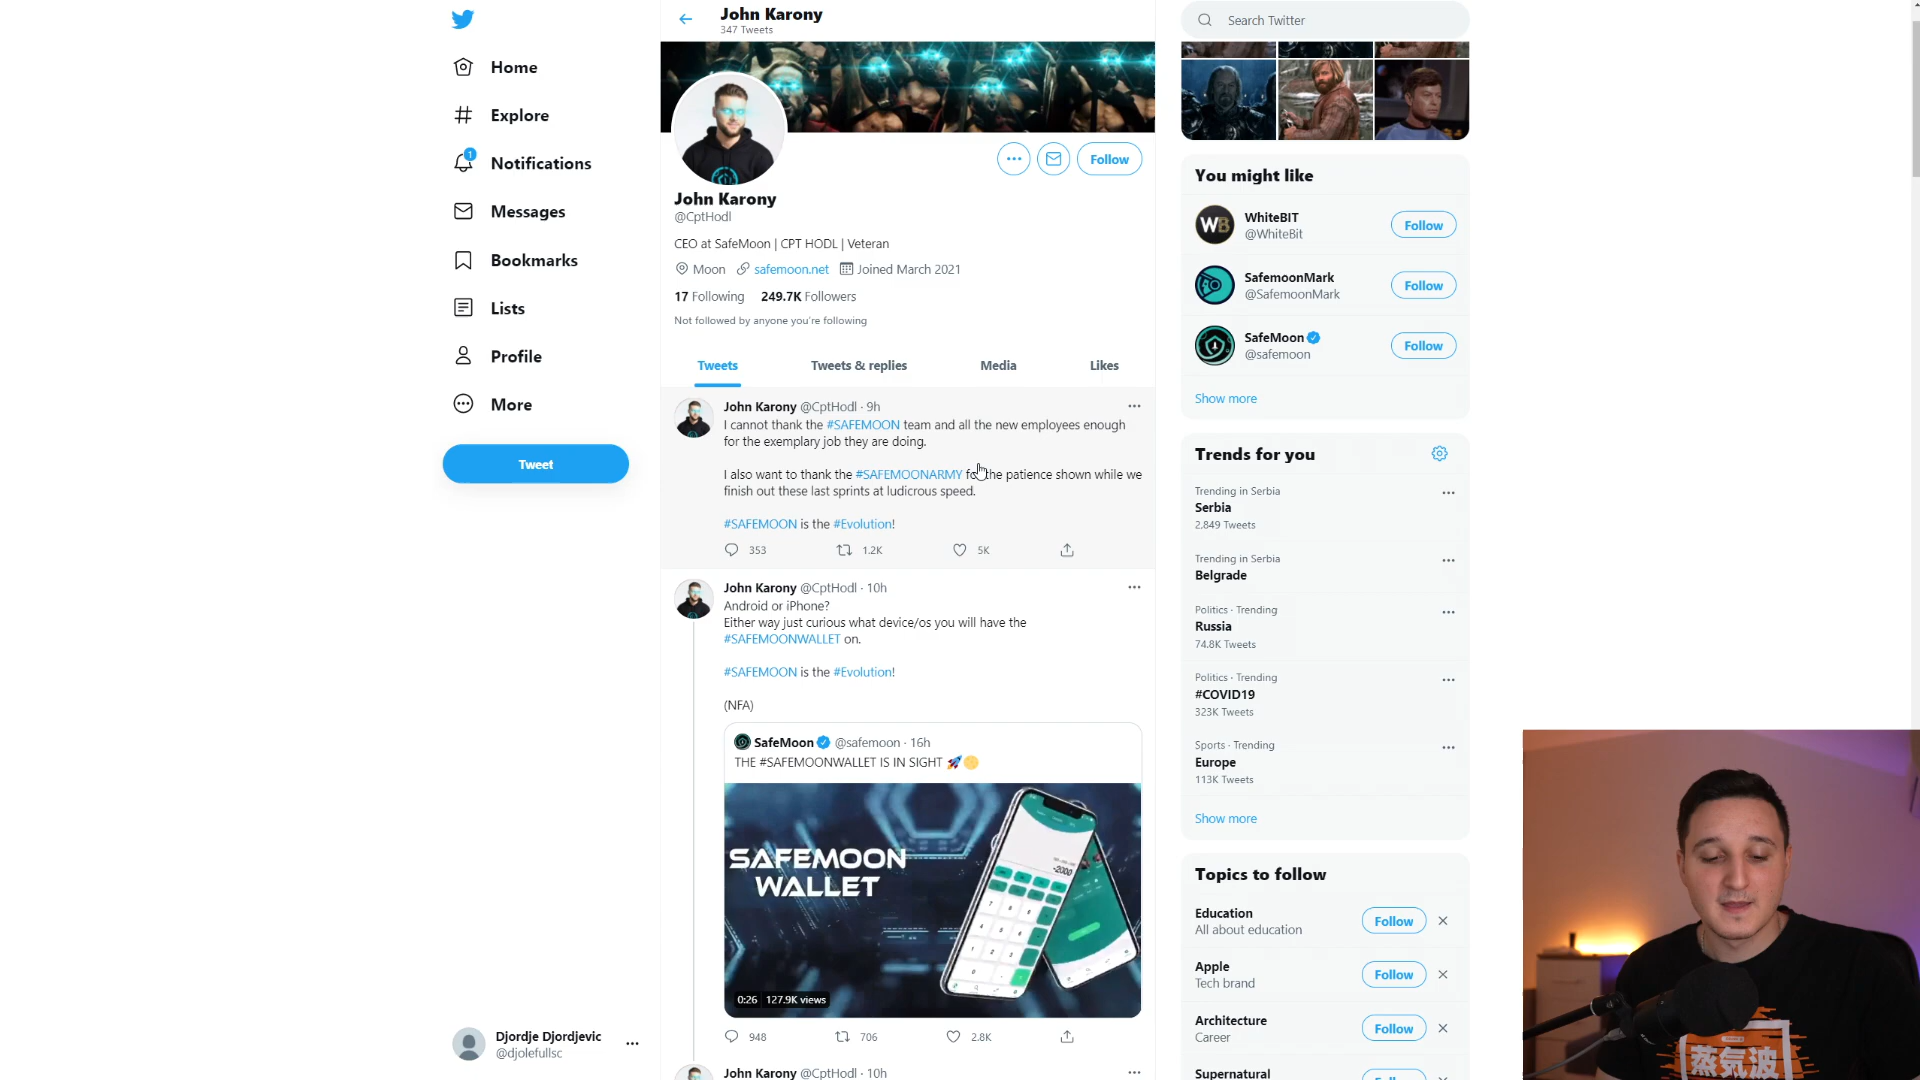 Home
Explore
1
Notifications
Messages
Bookmarks
Lists
Profile
More
Tweet
Djordje Djordjevic
@djolefullsc
John Karony
347 Tweets
Follow
John Karony
@CptHodl
CEO at SafeMoon | CPT HODL | Veteran
Moon safemoon.net Joined March 2021
17 Following 249.7K Followers
Not followed by anyone you're following
Tweets Tweets & replies Media Likes
John Karony @CptHodl · 9h
I cannot thank the #SAFEMOON team and all the new employees enough
for the exemplary job they are doing.
I also want to thank the #SAFEMOONARMY for the patience shown while we
finish out these last sprints at ludicrous speed.
#SAFEMOON is the #Evolution!
353 1.2K 5K
John Karony @CptHodl · 10h
Android or iPhone?
Either way just curious what device/os you will have the
#SAFEMOONWALLET on.
#SAFEMOON is the #Evolution!
(NFA)
SafeMoon @safemoon · 16h
THE #SAFEMOONWALLET IS IN SIGHT
SAFEMOON
WALLET
0:26 127.9K views
948 706 2.8K
John Karony @CptHodl · 10h
Search Twitter
You might like
WhiteBIT
@WhiteBit
Follow
SafemoonMark
@SafemoonMark
Follow
SafeMoon
@safemoon
Follow
Show more
Trends for you
Trending in Serbia
Serbia
2,849 Tweets
Trending in Serbia
Belgrade
Politics · Trending
Russia
74.8K Tweets
Politics · Trending
#COVID19
323K Tweets
Sports · Trending
Europe
113K Tweets
Show more
Topics to follow
Education
All about education
Follow
Apple
Tech brand
Follow
Architecture
Career
Follow
Supernatural
蒸気波